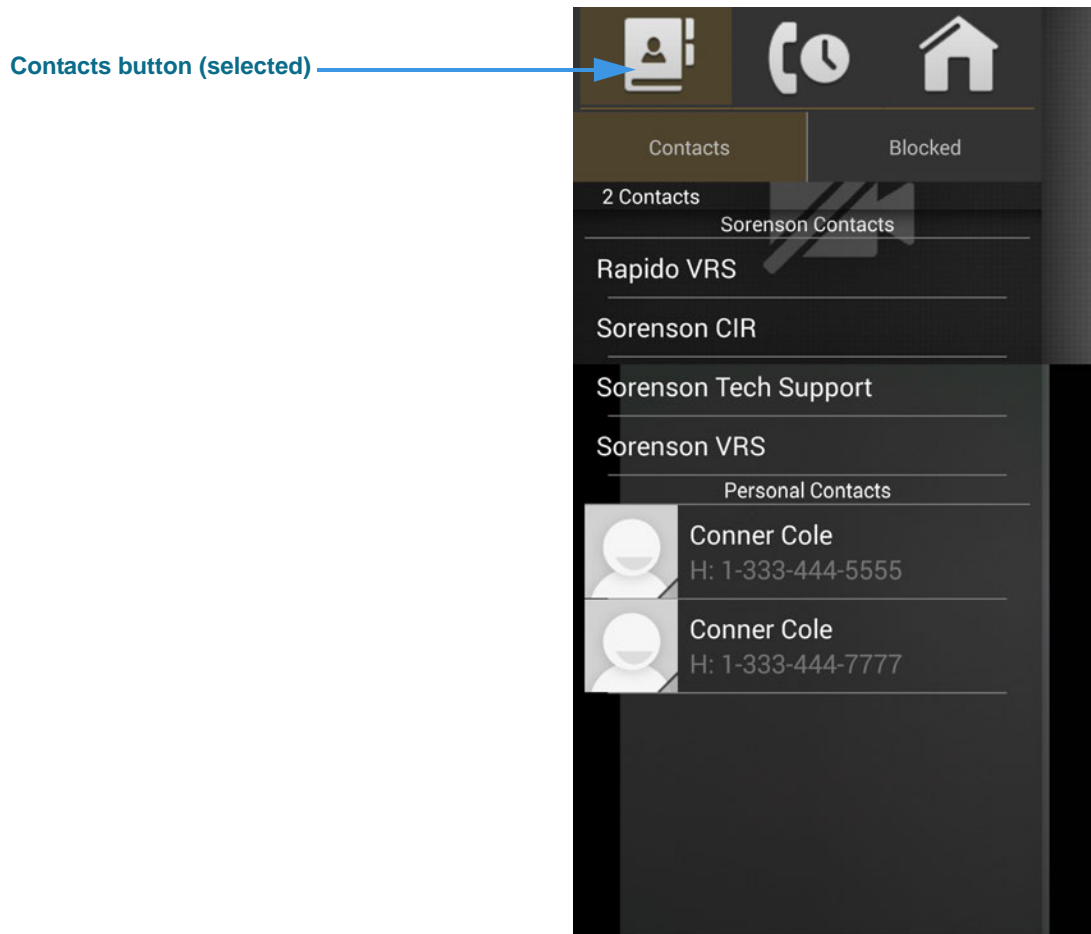 Contacts button (selected)
Contacts
Blocked
2 Contacts
Sorenson Contacts
Rapido VRS
Sorenson CIR
Sorenson Tech Support
Sorenson VRS
Personal Contacts
Conner Cole
H: 1-333-444-5555
Conner Cole
H: 1-333-444-7777